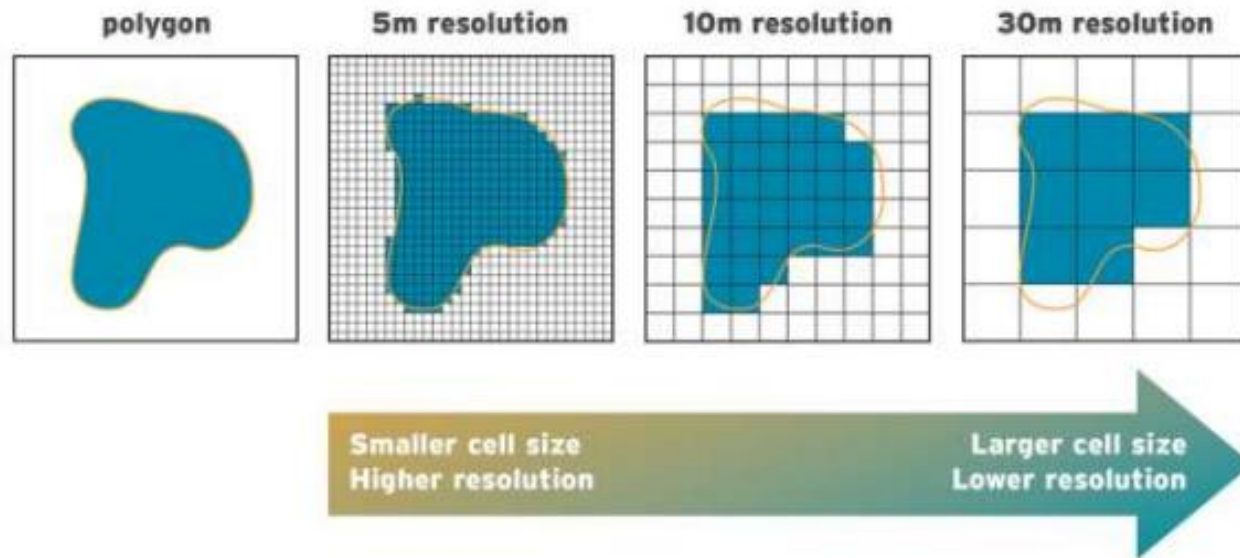 polygon
5m resolution
10m resolution
30m resolution
Smaller cell size
Higher resolution
Larger cell size
Lower resolution